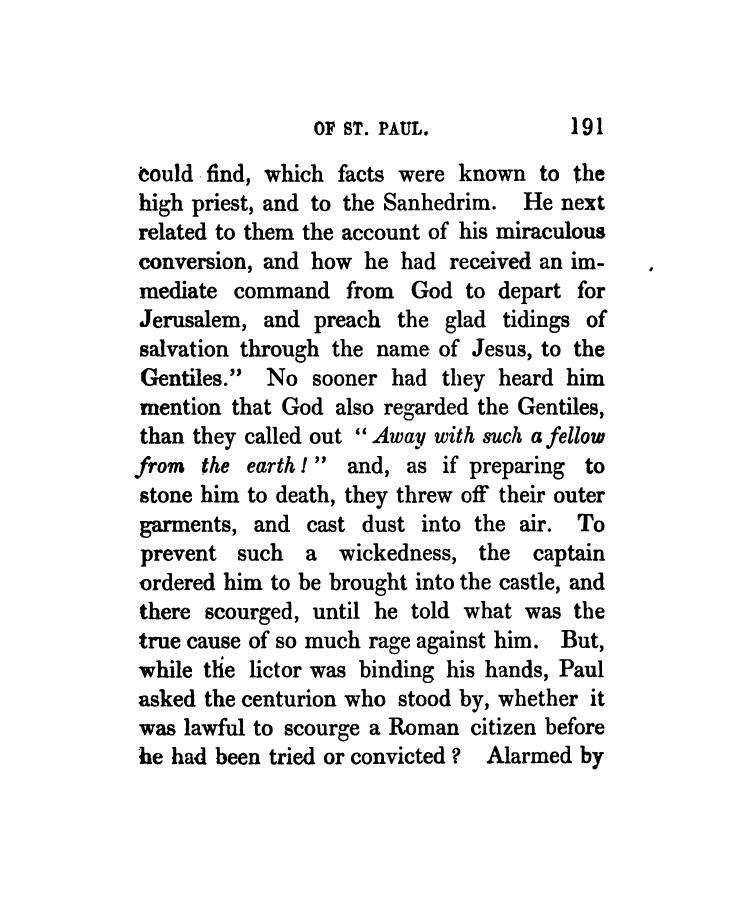 OF ST. PAUL. 191
could find, which facts were known to the
high priest, and to the Sanhedrim. He next
related to them the account of his miraculous
conversion, and how he had received an im-
mediate command from God to depart for
Jerusalem, and preach the glad tidings of
salvation through the name of Jesus, to the
Gentiles.” No sooner had they heard him
mention that God also regarded the Gentiles,
than they called out “Away with such a fellow
from the earth!” and, as if preparing to
stone him to death, they threw off their outer
garments, and cast dust into the air. To
prevent such a wickedness, the captain
ordered him to be brought into the castle, and
there scourged, until he told what was the
true cause of so much rage against him. But,
while the lictor was binding his hands, Paul
asked the centurion who stood by, whether it
was lawful to scourge a Roman citizen before
he had been tried or convicted? Alarmed by